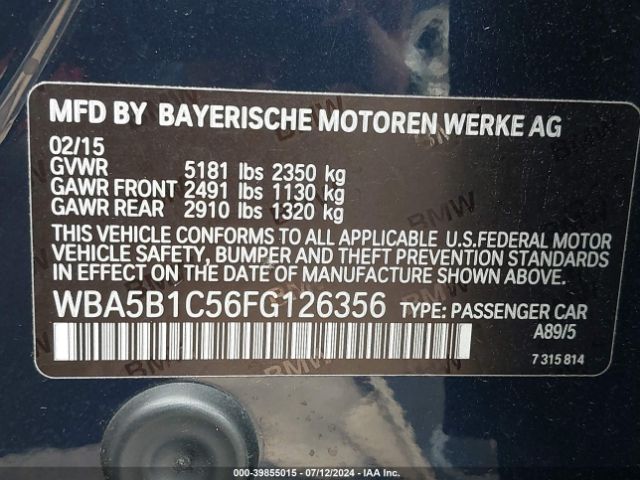 MFD BY BAYERISCHE MOTOREN WERKE AG
02/15
GVWR 5181 lbs 2350 kg
GAWR FRONT 2491 lbs 1130 kg
GAWR REAR 2910 lbs 1320 kg
THIS VEHICLE CONFORMS TO ALL APPLICABLE U.S.FEDERAL MOTOR
VEHICLE SAFETY, BUMPER AND THEFT PREVENTION STANDARDS
IN EFFECT ON THE DATE OF MANUFACTURE SHOWN ABOVE.
WBA5B1C56FG126356 TYPE: PASSENGER CAR
A89/5
7 315 814
000-39855015 - 07/12/2024 - IAA Inc.